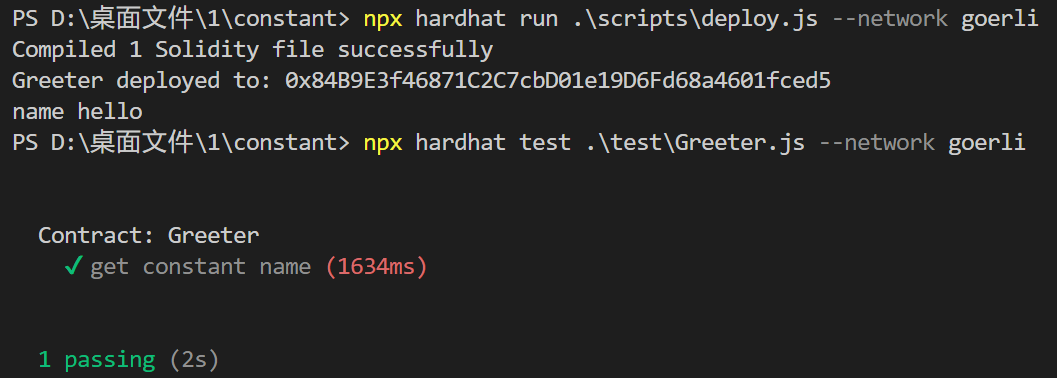 PS D:\桌面文件\1\constant> npx hardhat run .\scripts\deploy.js --network goerli
Compiled 1 Solidity file successfully
Greeter deployed to: 0x84B9E3f46871C2C7cbD01e19D6Fd68a4601fced5
name hello
PS D:\桌面文件\1\constant> npx hardhat test .\test\Greeter.js --network goerli
Contract: Greeter
✓ get constant name (1634ms)
1 passing (2s)